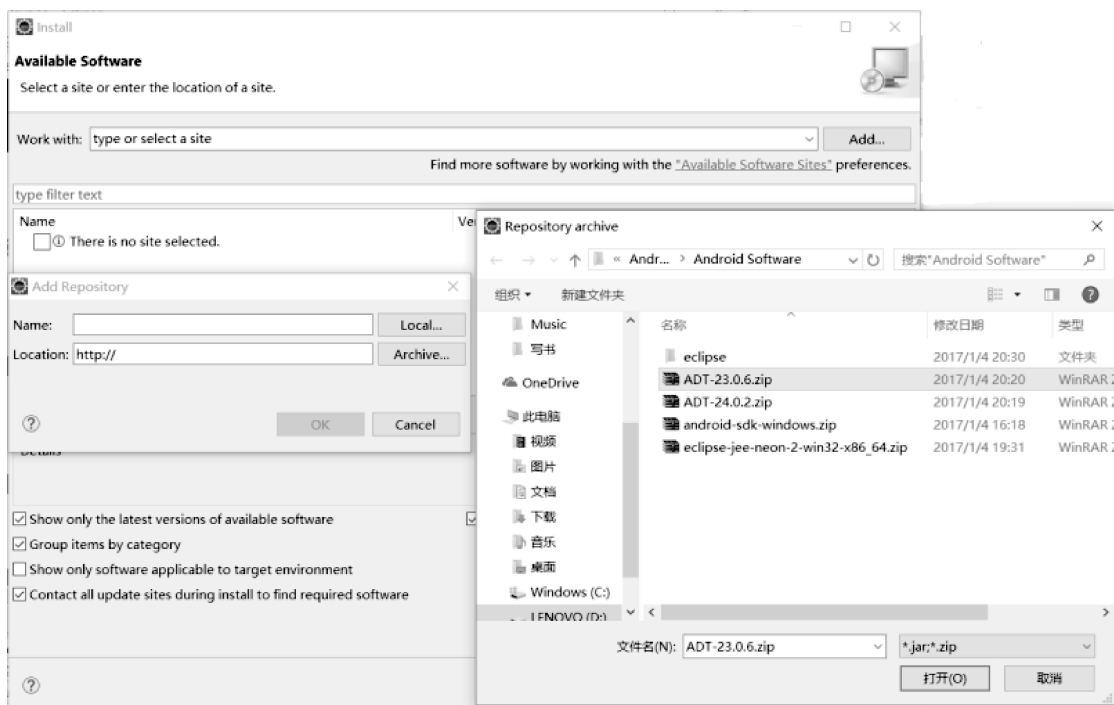 Install
Available Software
Select a site or enter the location of a site.
Work with: type or select a site Add...
Find more software by working with the "Available Software Sites" preferences.
type filter text
Name Ve
There is no site selected.
Add Repository
Name: Local...
Location: http:// Archive...
OK Cancel
Details
Show only the latest versions of available software
Group items by category
Show only software applicable to target environment
Contact all update sites during install to find required software
Repository archive
« Andr... > Android Software 搜索"Android Software"
组织 新建文件夹
Music
写书
OneDrive
此电脑
视频
图片
文档
下载
音乐
桌面
Windows (C:)
LENOVO (D:)
名称 修改日期 类型
eclipse 2017/1/4 20:30 文件夹
ADT-23.0.6.zip 2017/1/4 20:20 WinRAR Z
ADT-24.0.2.zip 2017/1/4 20:19 WinRAR Z
android-sdk-windows.zip 2017/1/4 16:18 WinRAR Z
eclipse-jee-neon-2-win32-x86_64.zip 2017/1/4 19:31 WinRAR Z
文件名(N): ADT-23.0.6.zip *.jar;*.zip
打开(O) 取消